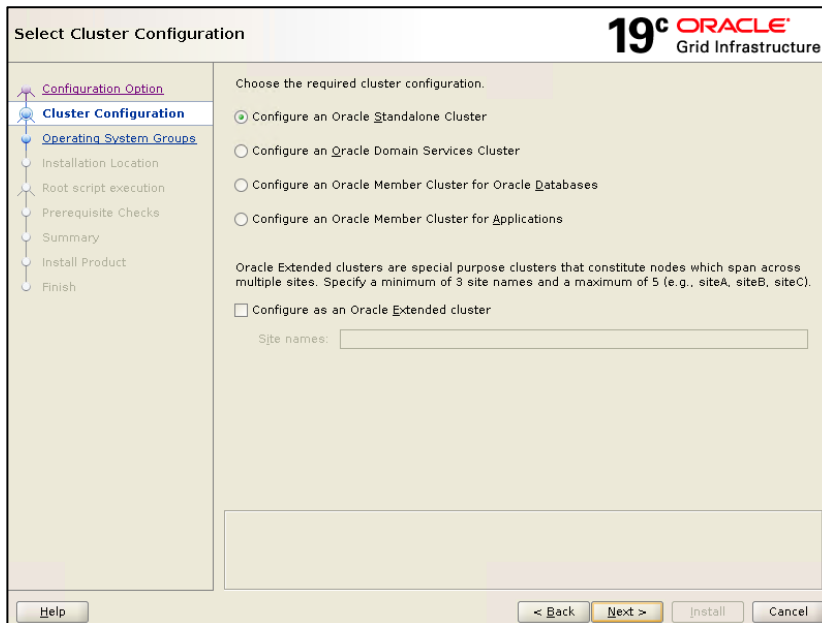 Select Cluster Configuration
19c ORACLE
Grid Infrastructure
Configuration Option
Cluster Configuration
Operating System Groups
Installation Location
Root script execution
Prerequisite Checks
Summary
Install Product
Finish
Choose the required cluster configuration.
Configure an Oracle Standalone Cluster
Configure an Oracle Domain Services Cluster
Configure an Oracle Member Cluster for Oracle Databases
Configure an Oracle Member Cluster for Applications
Oracle Extended clusters are special purpose clusters that constitute nodes which span across
multiple sites. Specify a minimum of 3 site names and a maximum of 5 (e.g., siteA, siteB, siteC).
Configure as an Oracle Extended cluster
Site names:
Help
< Back
Next >
Install
Cancel